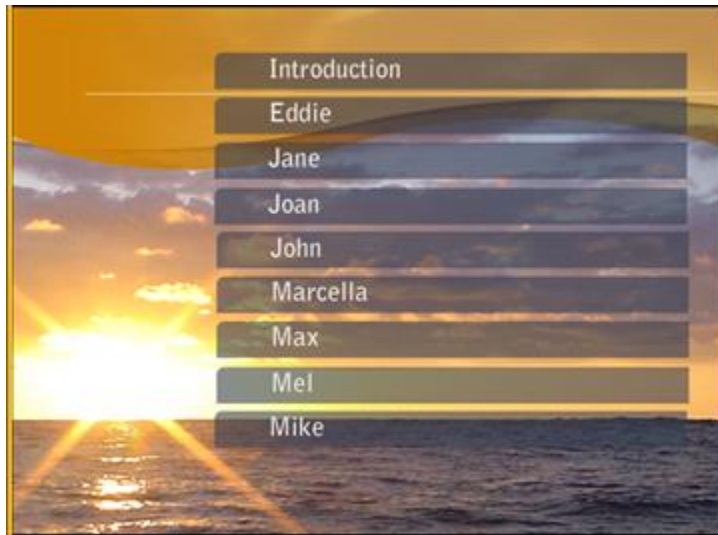 Introduction
Eddie
Jane
Joan
John
Marcella
Max
Mel
Mike